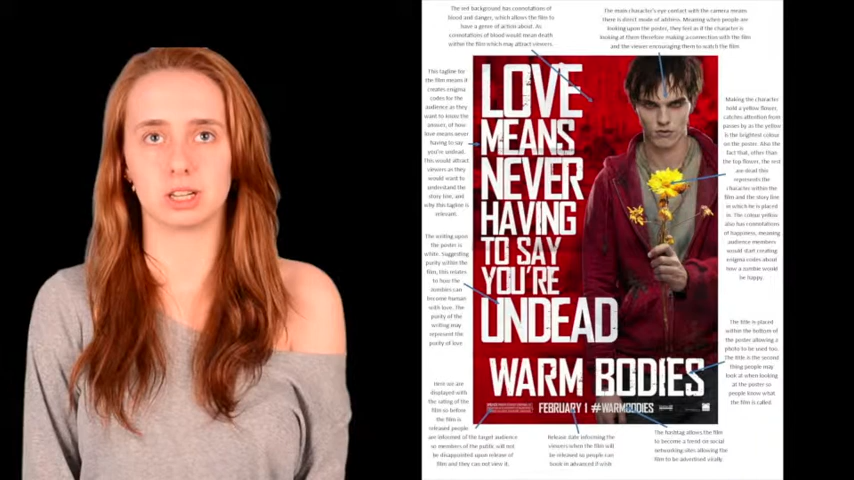 The red background has connotations of
blood and danger, which allows the film to
have a genre of action about. As
connotations of blood would mean death
within the film which may attract viewers.
The main character's eye contact with the camera means
there is direct mode of address. Meaning when people are
looking upon the poster, they feel as if the character is
looking at them therefore making a connection with the film
and the viewer encouraging them to watch the film
This tagline for
the film means it
creates enigma
codes for the
audience as they
want to know the
answer, of how
love means never
having to say
you're undead.
This would attract
viewers as they
would want to
understand the
story line, and
why this tagline is
relevant.
The writing upon
the poster is
white. Suggesting
purity within the
film, this relates
to how the
zombies can
become human
with love. The
purity of the
writing may
represent the
purity of love
Here we are
displayed with
the rating of the
film so before
the film is
released people
are informed of the target audience
so members of the public will not
be disappointed upon release of
film and they can not view it.
LOVE
MEANS
NEVER
HAVING
TO SAY
YOU'RE
UNDEAD
WARM BODIES
FEBRUARY 1 #WARMBODIES
Making the character
hold a yellow flower,
catches attention from
passers by as the yellow
is the brightest colour
on the poster. Also the
fact that, other than
the top flower, the rest
are dead this
represents the
character within the
film and the story line
in which he is placed
in. The colour yellow
also has connotations
of happiness, meaning
audience members
would start creating
enigma codes about
how a zombie would
be happy.
The title is placed
within the bottom of
the poster allowing a
photo to be used too.
The title is the second
thing people may
look at when looking
at the poster so
people know what
the film is called
Release date informing the
viewers when the film will
be released so people can
book in advanced if wish
The hashtag allows the film
to become a trend on social
networking sites allowing the
film to be advertised virally.